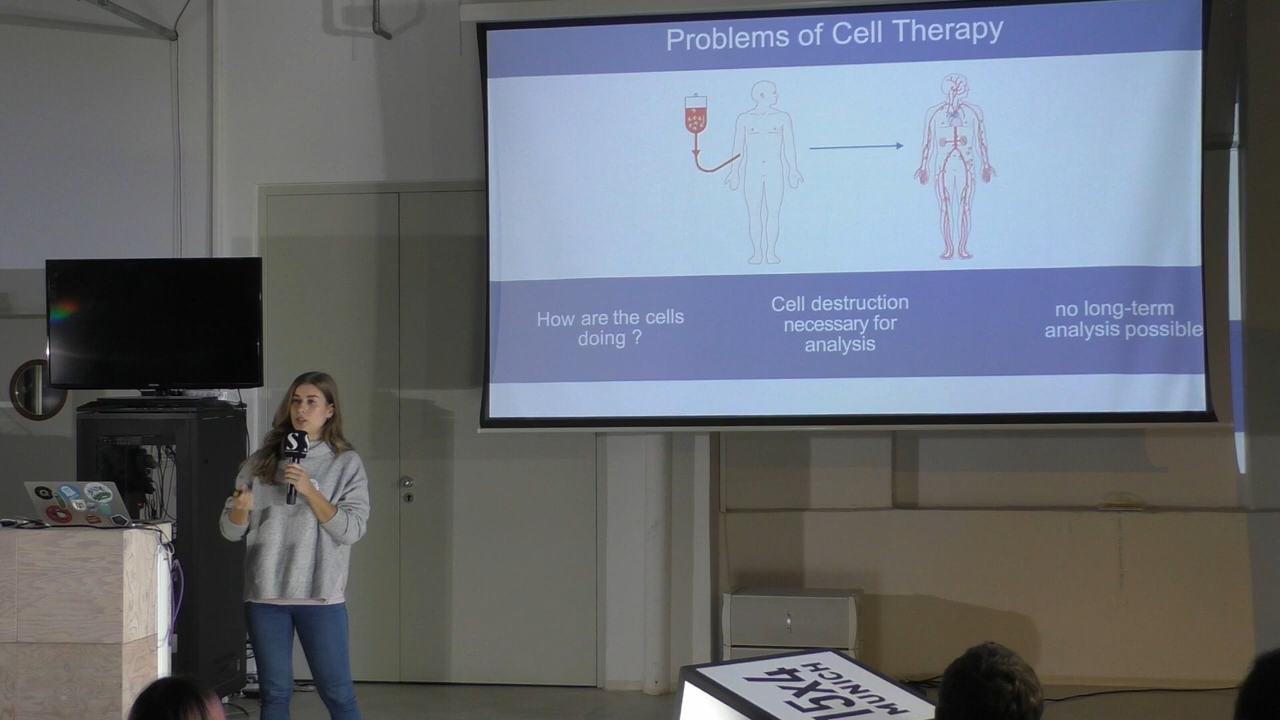 Problems of Cell Therapy
How are the cells
doing ?
Cell destruction
necessary for
analysis
no long-term
analysis possible
S
15X4
MUNICH